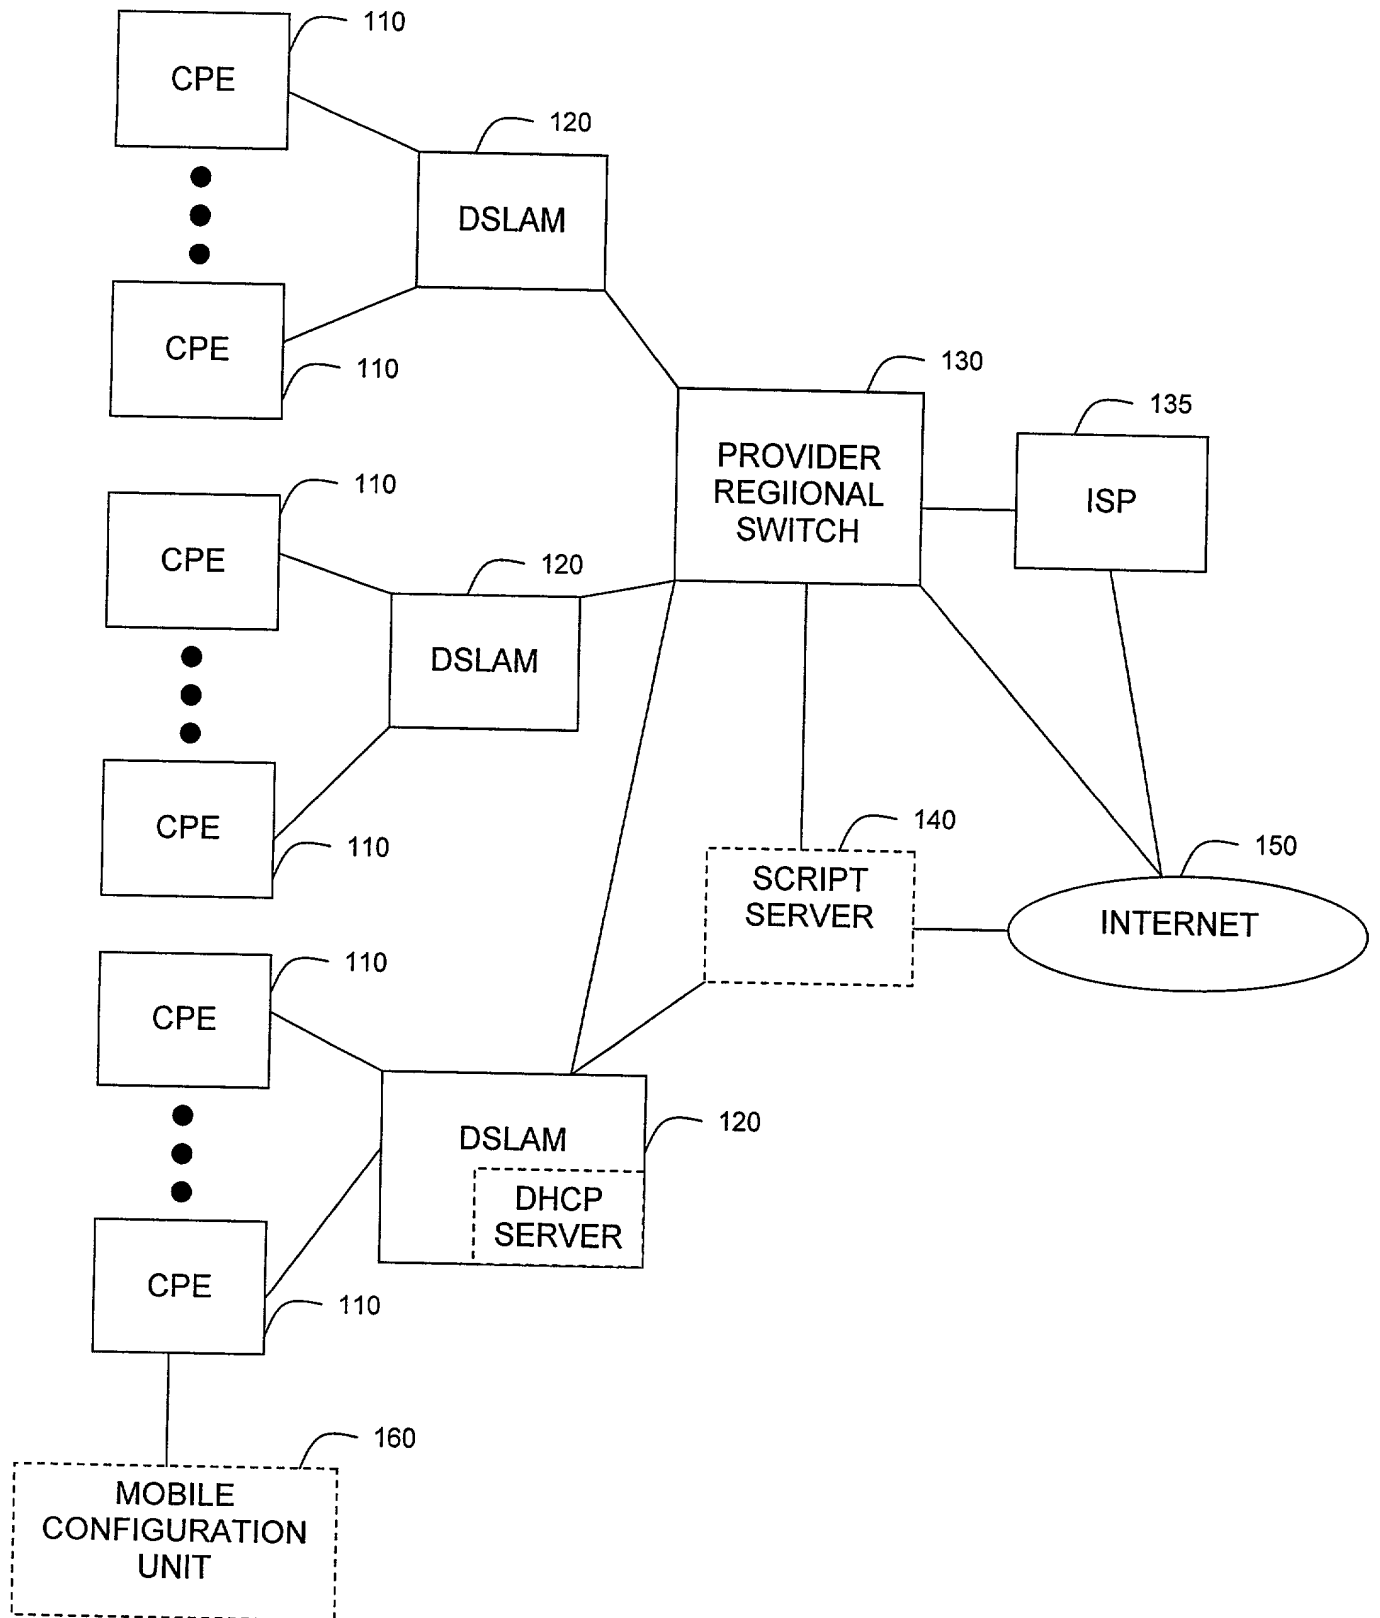 110
CPE
120
DSLAM
CPE
110
130
135
PROVIDER
REGIIONAL
SWITCH
ISP
110
CPE
120
DSLAM
CPE
110
140
SCRIPT
SERVER
150
INTERNET
110
CPE
120
DSLAM
DHCP
SERVER
CPE
110
160
MOBILE
CONFIGURATION
UNIT